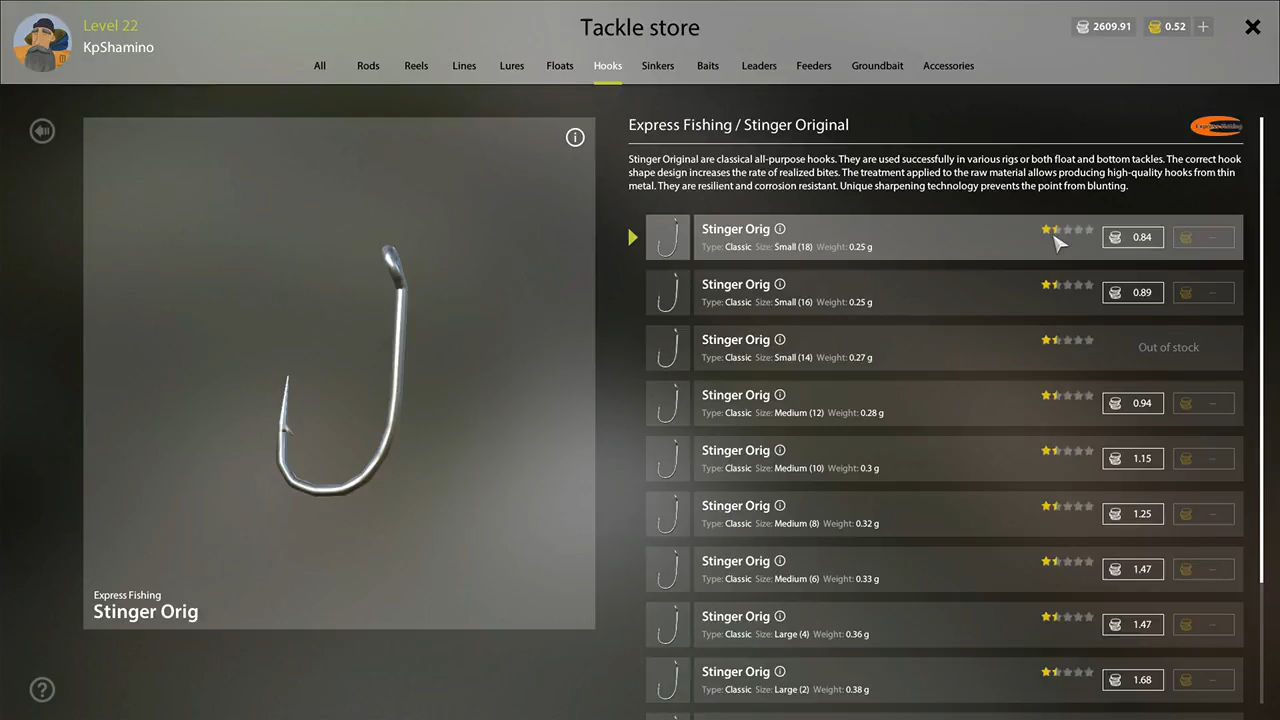 Level 22
KpShamino
Tackle store
2609.91
0.52
All Rods Reels Lines Lures Floats Hooks Sinkers Baits Leaders Feeders Groundbait Accessories
Express Fishing / Stinger Original
Express Fishing
Stinger Original are classical all-purpose hooks. They are used successfully in various rigs or both float and bottom tackles. The correct hook
shape design increases the rate of realized bites. The treatment applied to the raw material allows producing high-quality hooks from thin
metal. They are resilient and corrosion resistant. Unique sharpening technology prevents the point from blunting.
Stinger Orig
Type: Classic Size: Small (18) Weight: 0.25 g
0.84
Stinger Orig
Type: Classic Size: Small (16) Weight: 0.25 g
0.89
Stinger Orig
Type: Classic Size: Small (14) Weight: 0.27 g
Out of stock
Stinger Orig
Type: Classic Size: Medium (12) Weight: 0.28 g
0.94
Stinger Orig
Type: Classic Size: Medium (10) Weight: 0.3 g
1.15
Stinger Orig
Type: Classic Size: Medium (8) Weight: 0.32 g
1.25
Stinger Orig
Type: Classic Size: Medium (6) Weight: 0.33 g
1.47
Stinger Orig
Type: Classic Size: Large (4) Weight: 0.36 g
1.47
Stinger Orig
Type: Classic Size: Large (2) Weight: 0.38 g
1.68
Express Fishing
Stinger Orig